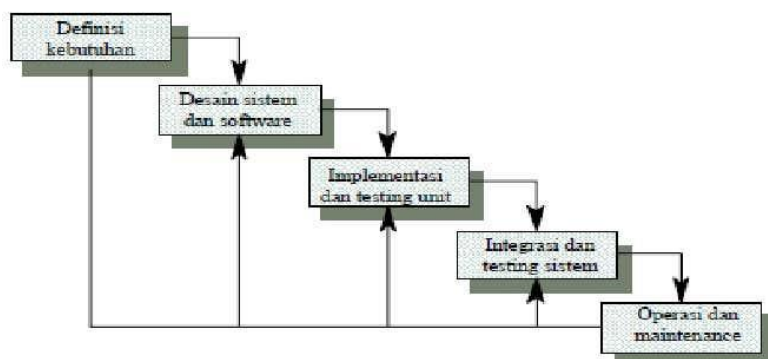 Definisi
kebutuhan
Desain sistem
dan software
Implementasi
dan testing unit
Integrasi dan
testing sistem
Operasi dan
maintenance